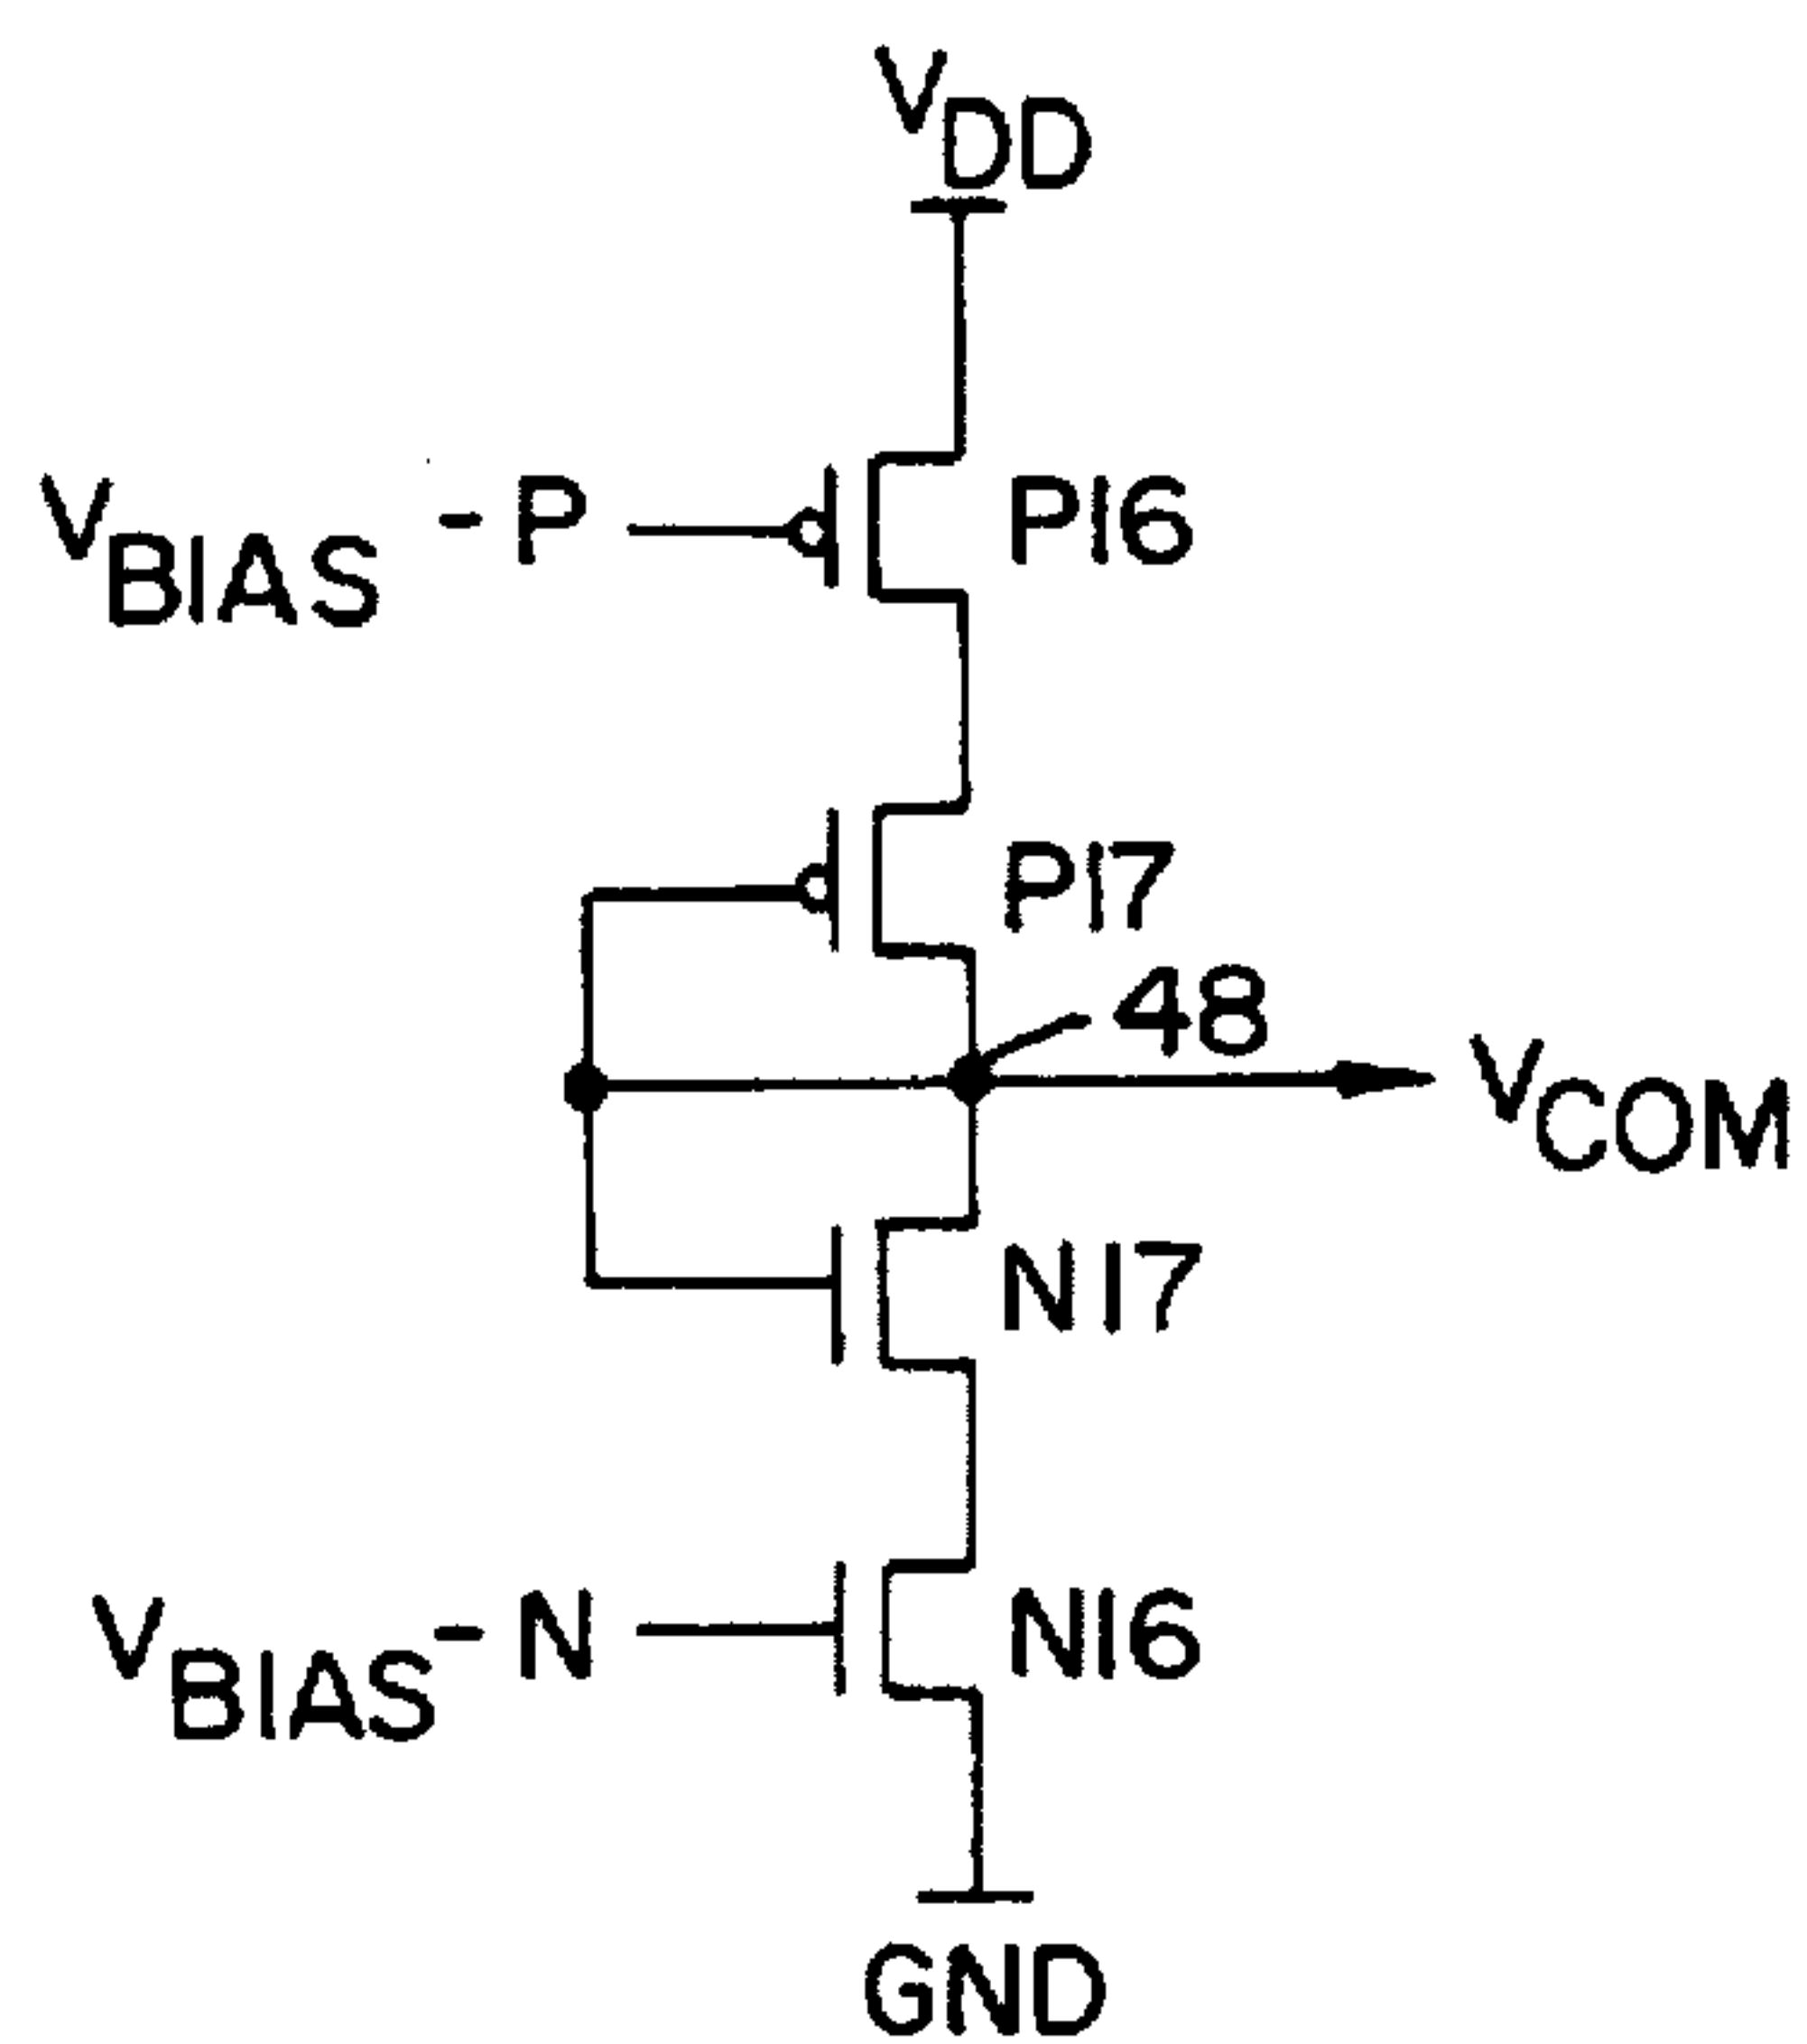 VDD
VBIAS - P
P16
P17
48
VCOM
N17
VBIAS - N
N16
GND